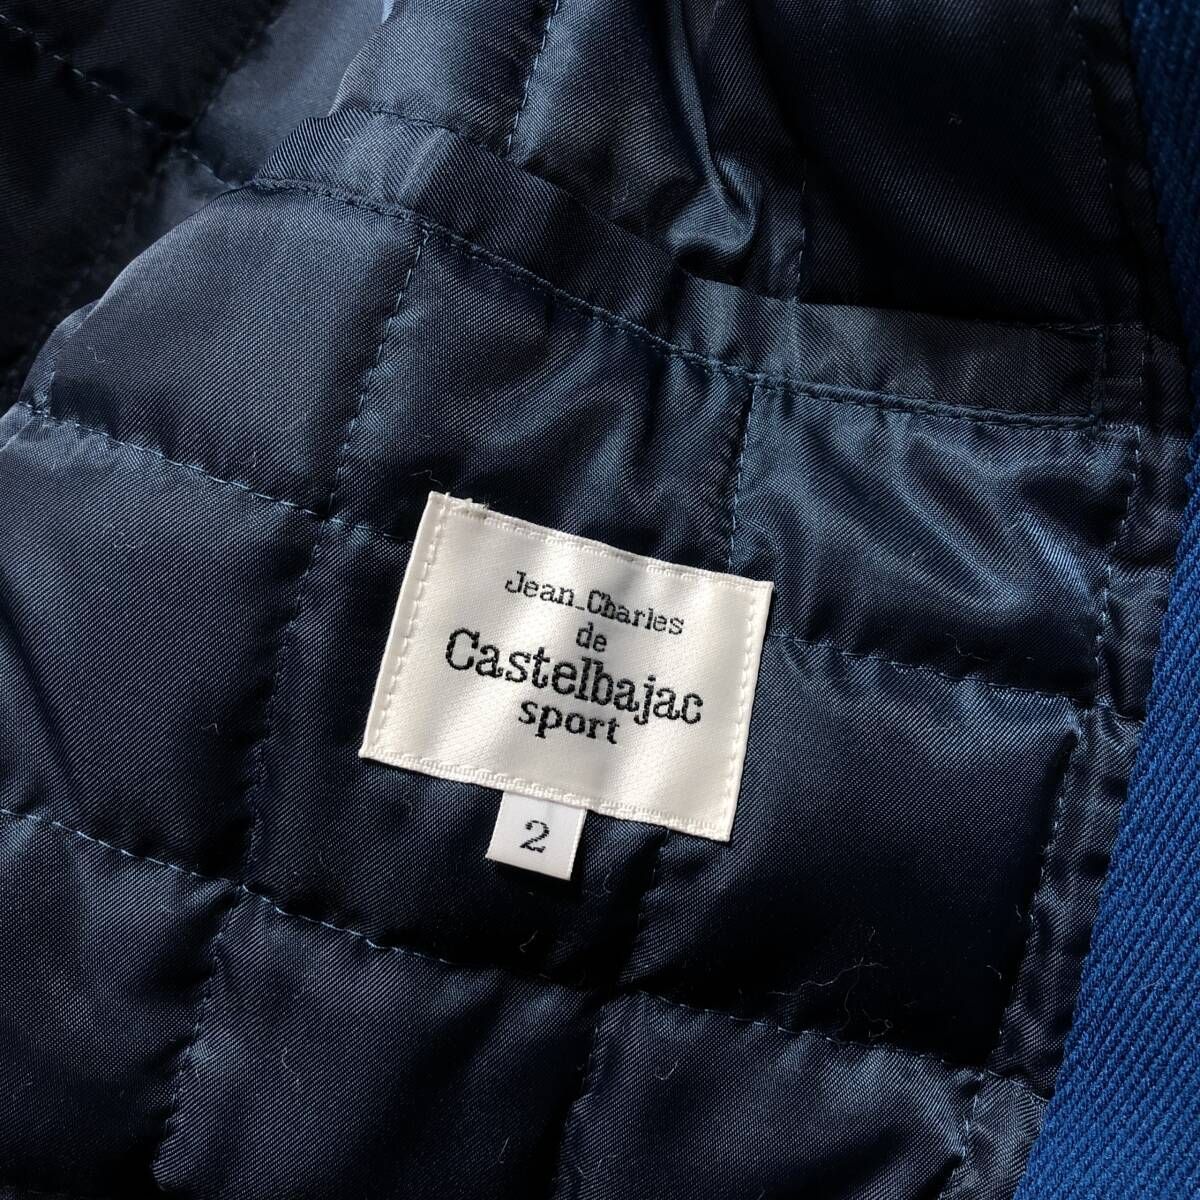 Jean_Charles
de
Castelbajac
sport
2